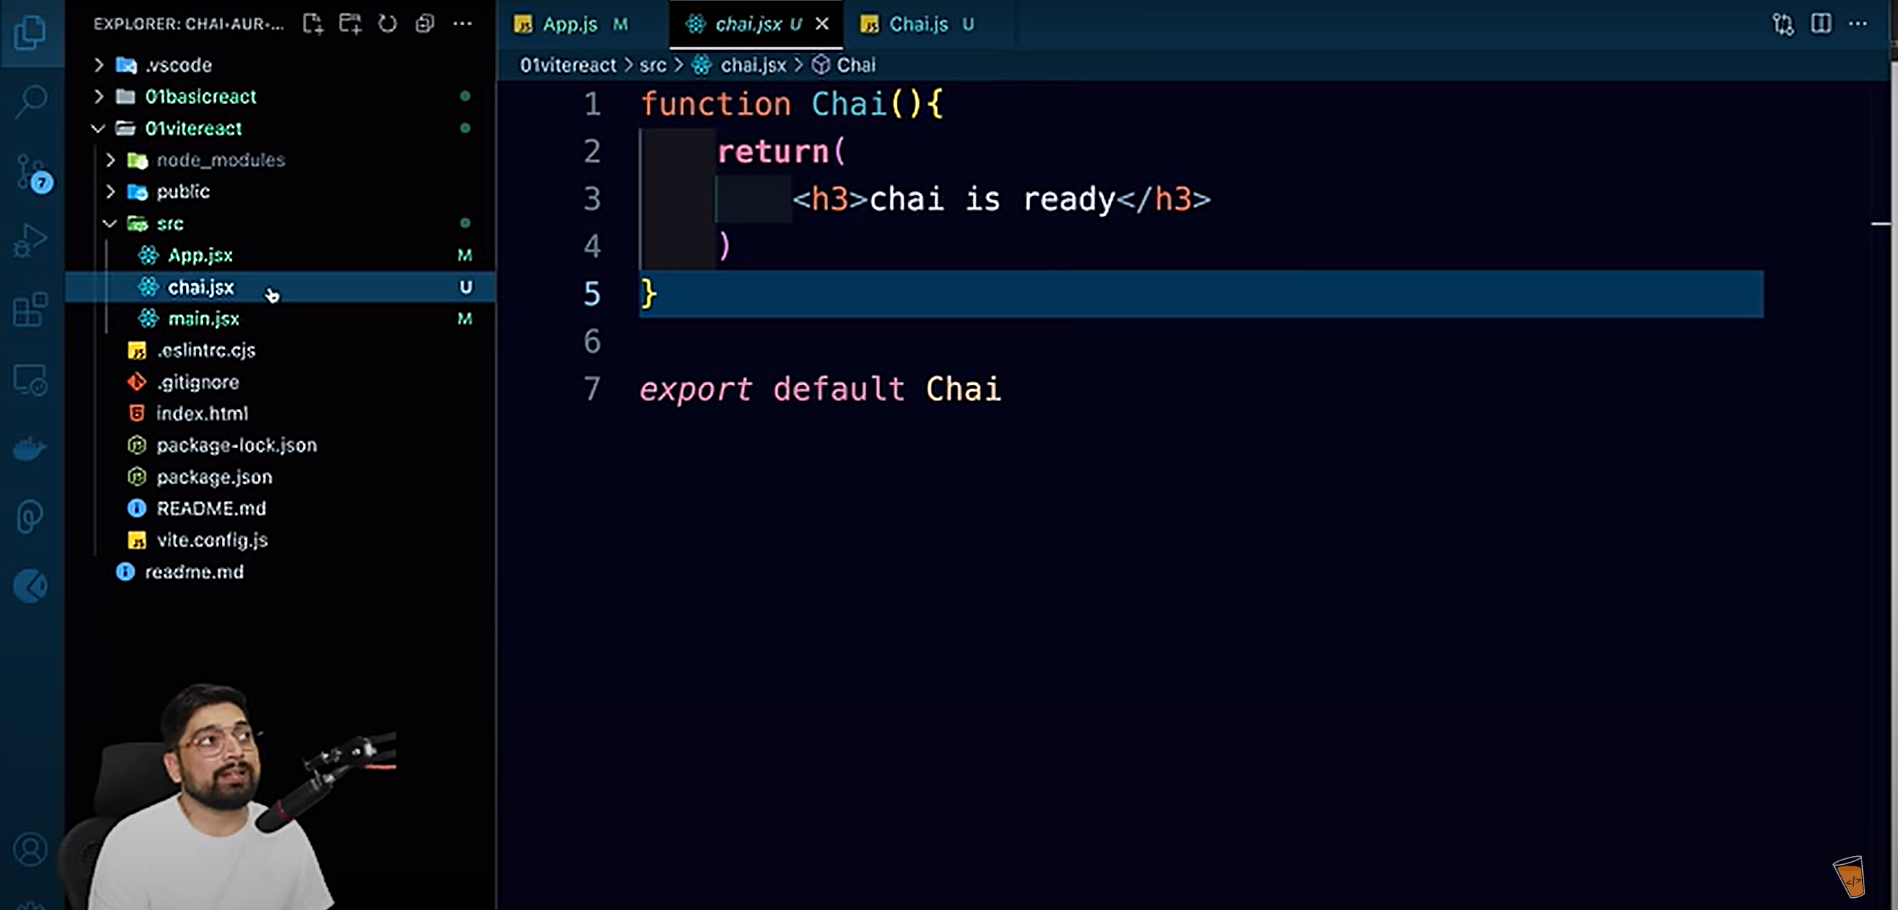 EXPLORER: CHAI-AUR-...
.vscode
01basicreact
01vitereact
node_modules
public
src
App.jsx M
chai.jsx U
main.jsx M
.eslintrc.cjs
.gitignore
index.html
package-lock.json
package.json
README.md
vite.config.js
readme.md
7
App.js M
chai.jsx U
Chai.js U
01vitereact > src > chai.jsx > Chai
1 function Chai(){
2 return(
3 <h3>chai is ready</h3>
4 )
5 }
6
7 export default Chai